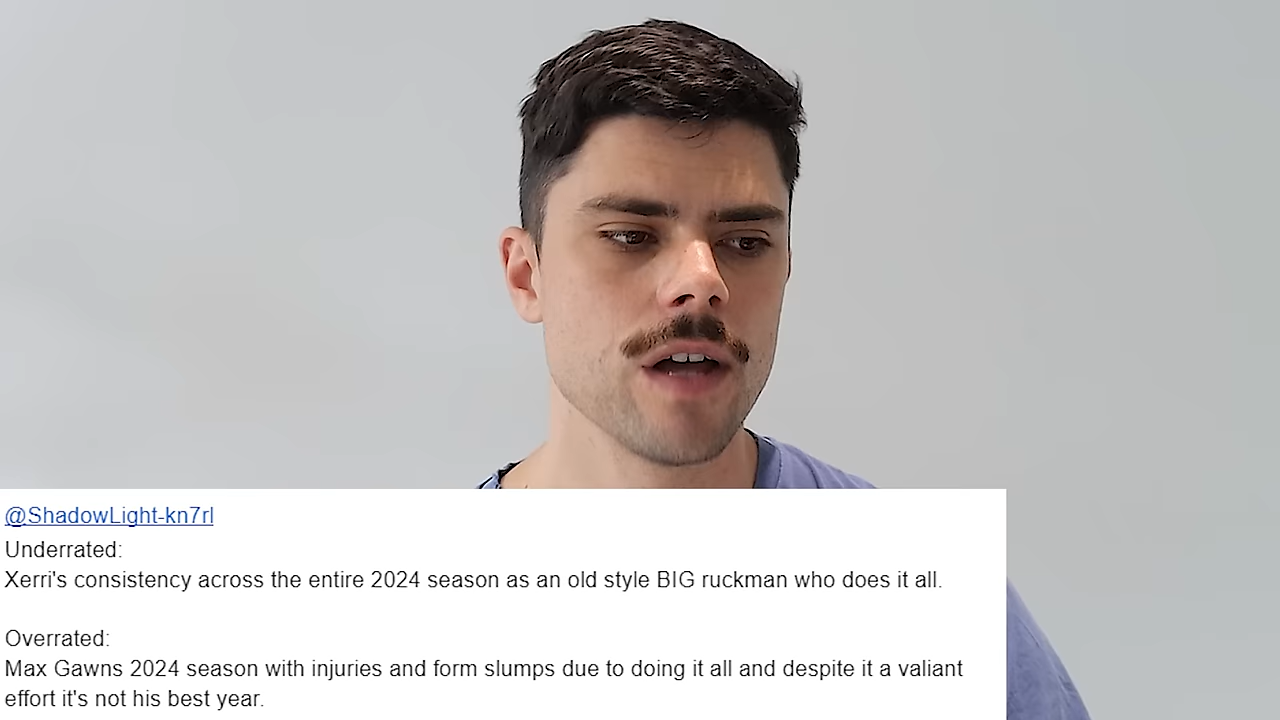 @ShadowLight-kn7rl
Underrated:
Xerri's consistency across the entire 2024 season as an old style BIG ruckman who does it all.
Overrated:
Max Gawns 2024 season with injuries and form slumps due to doing it all and despite it a valiant
effort it's not his best year.